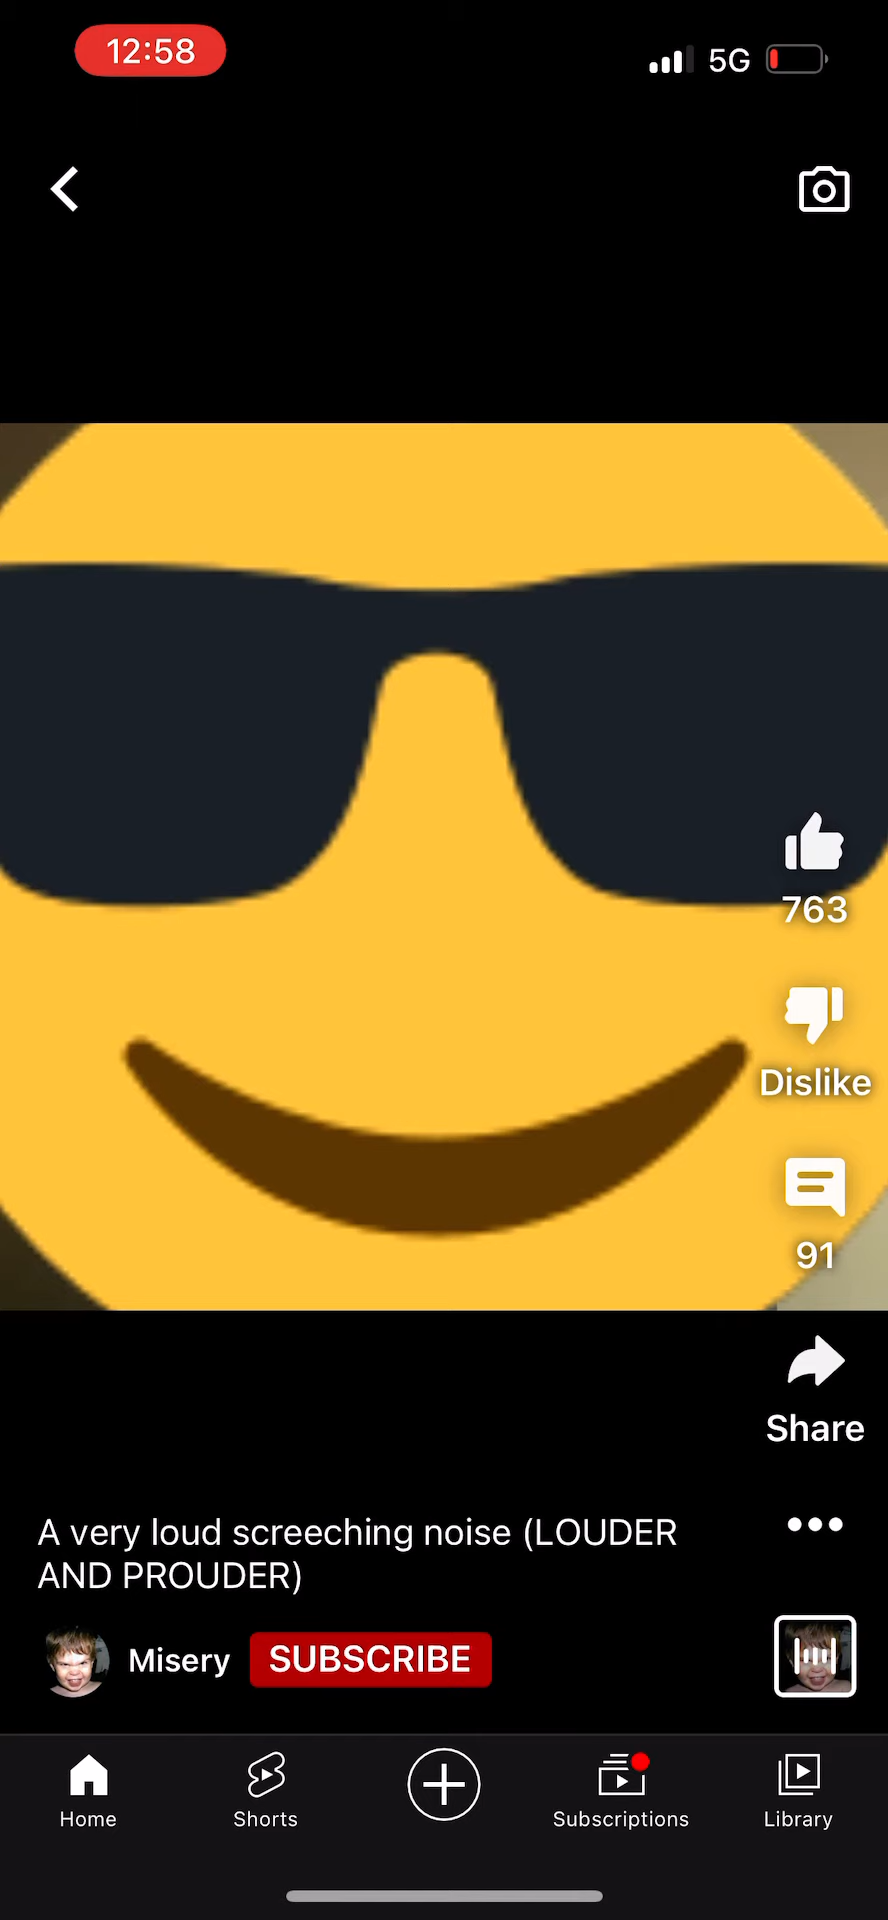 12:58
5G
763
Dislike
91
Share
A very loud screeching noise (LOUDER
AND PROUDER)
Misery
SUBSCRIBE
Home
Shorts
Subscriptions
Library